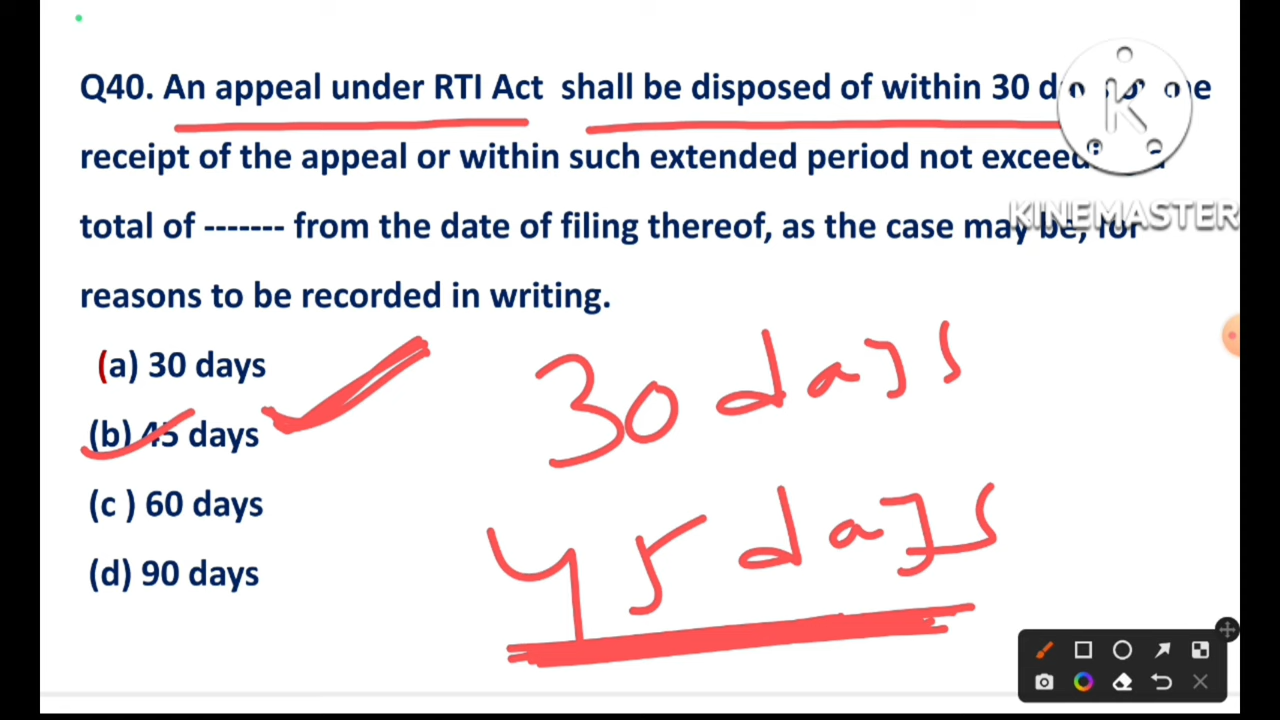 Q40. An appeal under RTI Act shall be disposed of within 30
receipt of the appeal or within such extended period not
total of ------- from the date of filing thereof, as the case may be, for
reasons to be recorded in writing.
(a) 30 days
(b) 45 days
(c ) 60 days
(d) 90 days
30 days
45 days
K
KINEMASTER